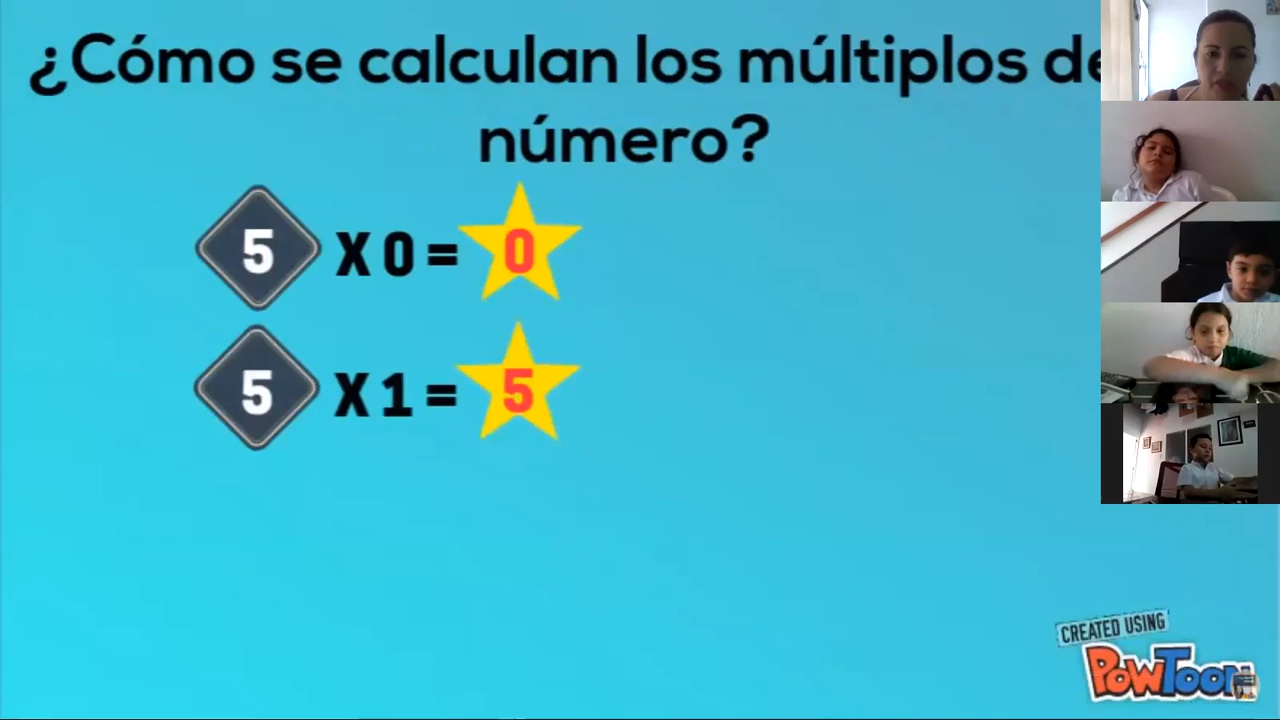 ¿Cómo se calculan los múltiplos de
número?
5 X 0 = 0
5 X 1 = 5
CREATED USING
POWTOON